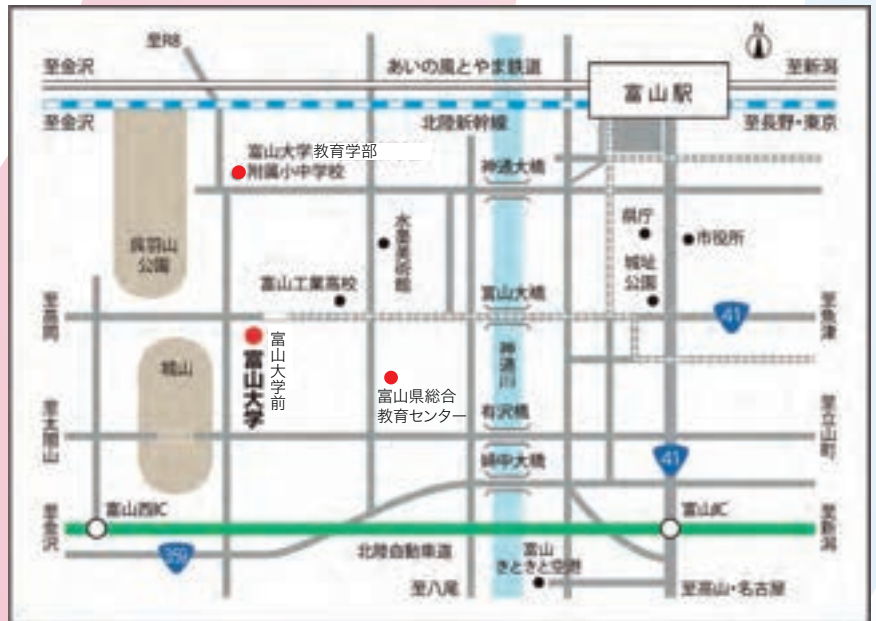 至R8
N
至金沢
あいの風とやま鉄道
至新潟
富山駅
至金沢
北陸新幹線
至長野・東京
富山大学教育学部
附属小中学校
神通大橋
県庁
市役所
水墨美術館
呉羽山
公園
城址
公園
富山工業高校
富山大橋
至高岡
41
至魚津
富山大学前
富山大学
神通川
城山
富山県総合
教育センター
有沢橋
至太閤山
至立山町
婦中大橋
41
至金沢
富山西IC
富山IC
至新潟
359
北陸自動車道
富山
きときと空港
至八尾
至高山・名古屋